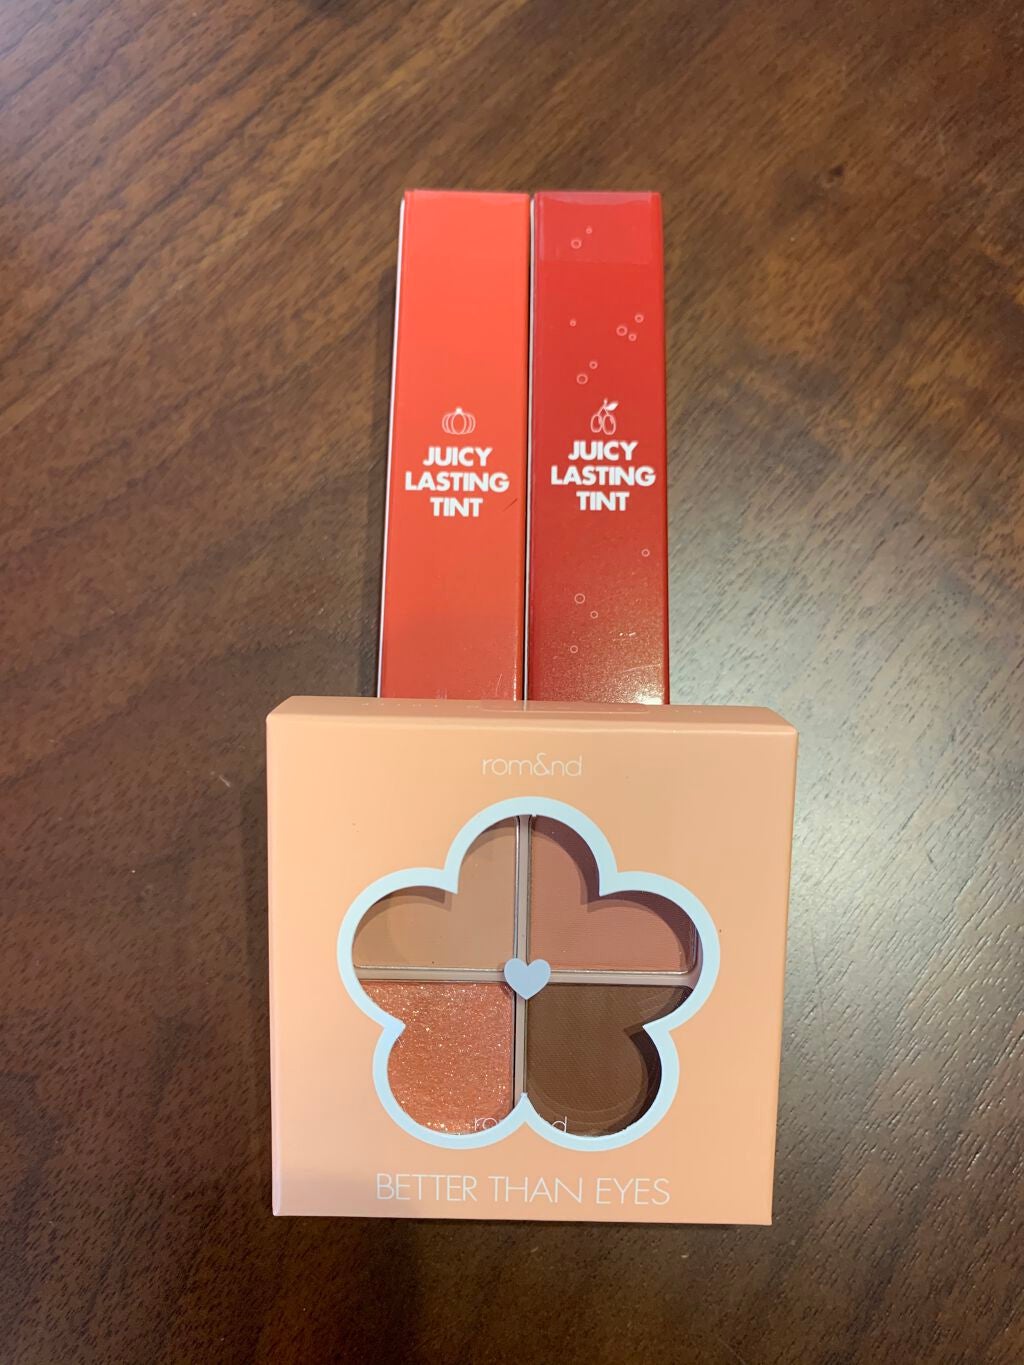 JUICY
LASTING
TINT
JUICY
LASTING
TINT
rom&nd
BETTER THAN EYES